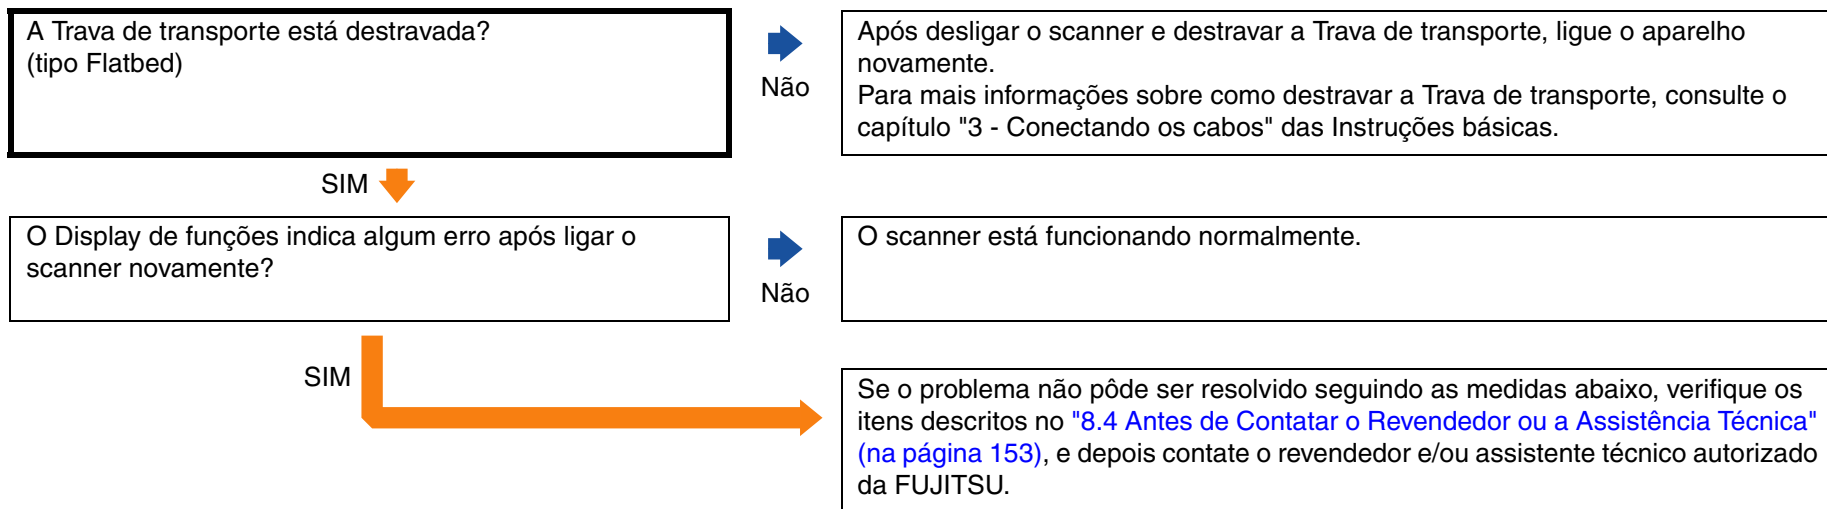 A Trava de transporte está destravada?
(tipo Flatbed)
Não
Após desligar o scanner e destravar a Trava de transporte, ligue o aparelho
novamente.
Para mais informações sobre como destravar a Trava de transporte, consulte o
capítulo "3 - Conectando os cabos" das Instruções básicas.
SIM
O Display de funções indica algum erro após ligar o
scanner novamente?
Não
O scanner está funcionando normalmente.
SIM
Se o problema não pôde ser resolvido seguindo as medidas abaixo, verifique os
itens descritos no "8.4 Antes de Contatar o Revendedor ou a Assistência Técnica"
(na página 153), e depois contate o revendedor e/ou assistente técnico autorizado
da FUJITSU.